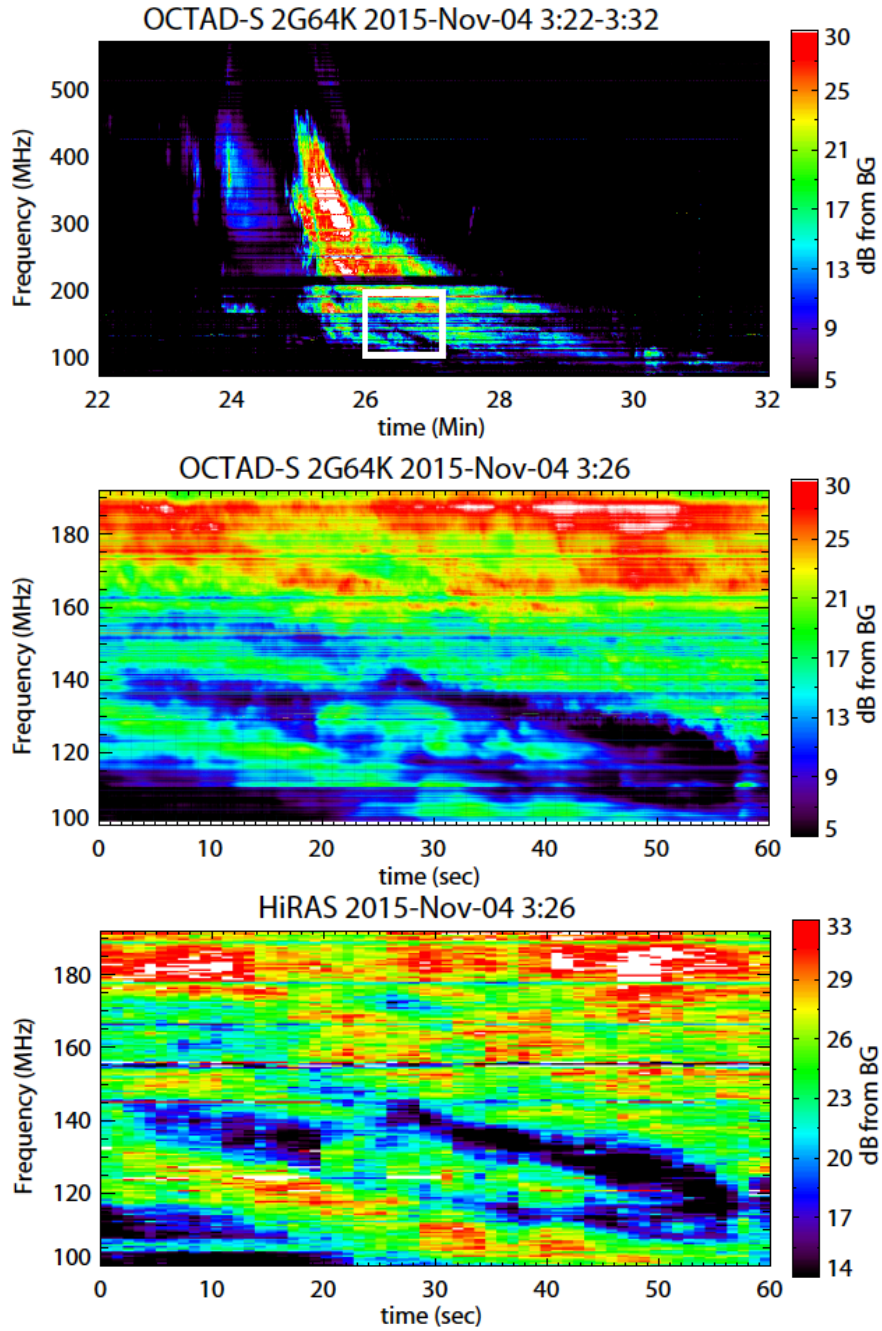 OCTAD-S 2G64K 2015-Nov-04 3:22-3:32
Frequency (MHz)
500
400
300
200
100
22 24 26 28 30 32
time (Min)
30
25
21
17
13
9
5
dB from BG
OCTAD-S 2G64K 2015-Nov-04 3:26
Frequency (MHz)
180
160
140
120
100
0 10 20 30 40 50 60
time (sec)
30
25
21
17
13
9
5
dB from BG
HiRAS 2015-Nov-04 3:26
Frequency (MHz)
180
160
140
120
100
0 10 20 30 40 50 60
time (sec)
33
29
26
23
20
17
14
dB from BG